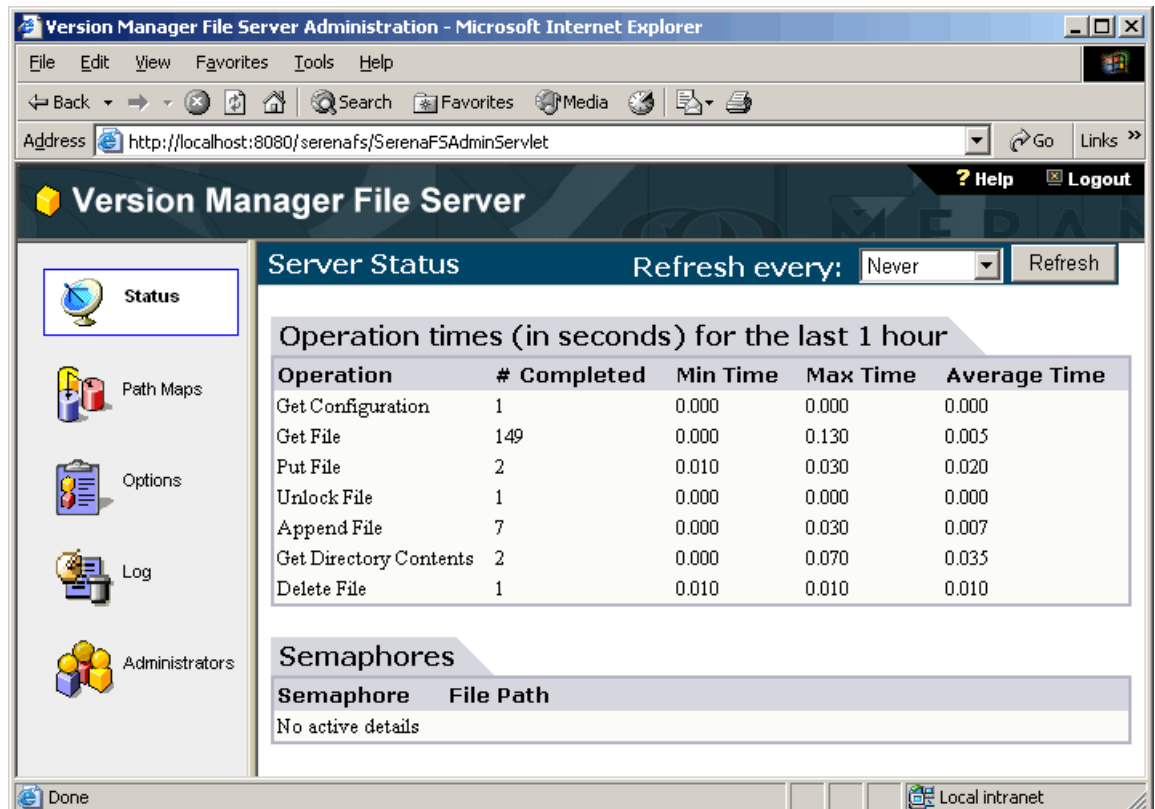 Version Manager File Server Administration - Microsoft Internet Explorer
File Edit View Favorites Tools Help
Back Search Favorites Media
Address http://localhost:8080/serenafs/SerenaFSAdminServlet Go Links »
? Help Logout
Version Manager File Server
MERAN
Server Status Refresh every: Never Refresh
Status
Path Maps
Options
Log
Administrators
Operation times (in seconds) for the last 1 hour
Operation # Completed Min Time Max Time Average Time
Get Configuration 1 0.000 0.000 0.000
Get File 149 0.000 0.130 0.005
Put File 2 0.010 0.030 0.020
Unlock File 1 0.000 0.000 0.000
Append File 7 0.000 0.030 0.007
Get Directory Contents 2 0.000 0.070 0.035
Delete File 1 0.010 0.010 0.010
Semaphores
Semaphore File Path
No active details
Done Local intranet